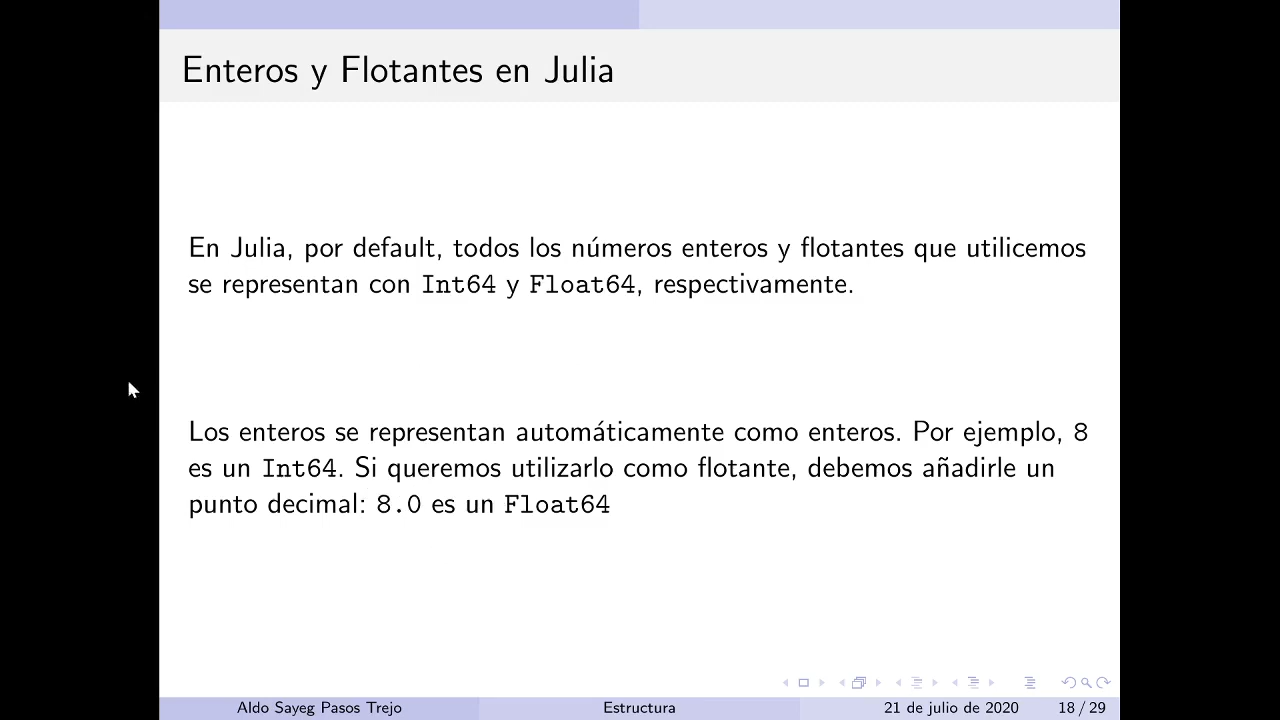 Enteros y Flotantes en Julia
En Julia, por default, todos los números enteros y flotantes que utilicemos
se representan con Int64 y Float64, respectivamente.
Los enteros se representan automáticamente como enteros. Por ejemplo, 8
es un Int64. Si queremos utilizarlo como flotante, debemos añadirle un
punto decimal: 8.0 es un Float64
Aldo Sayeg Pasos Trejo
Estructura
21 de julio de 2020
18 / 29